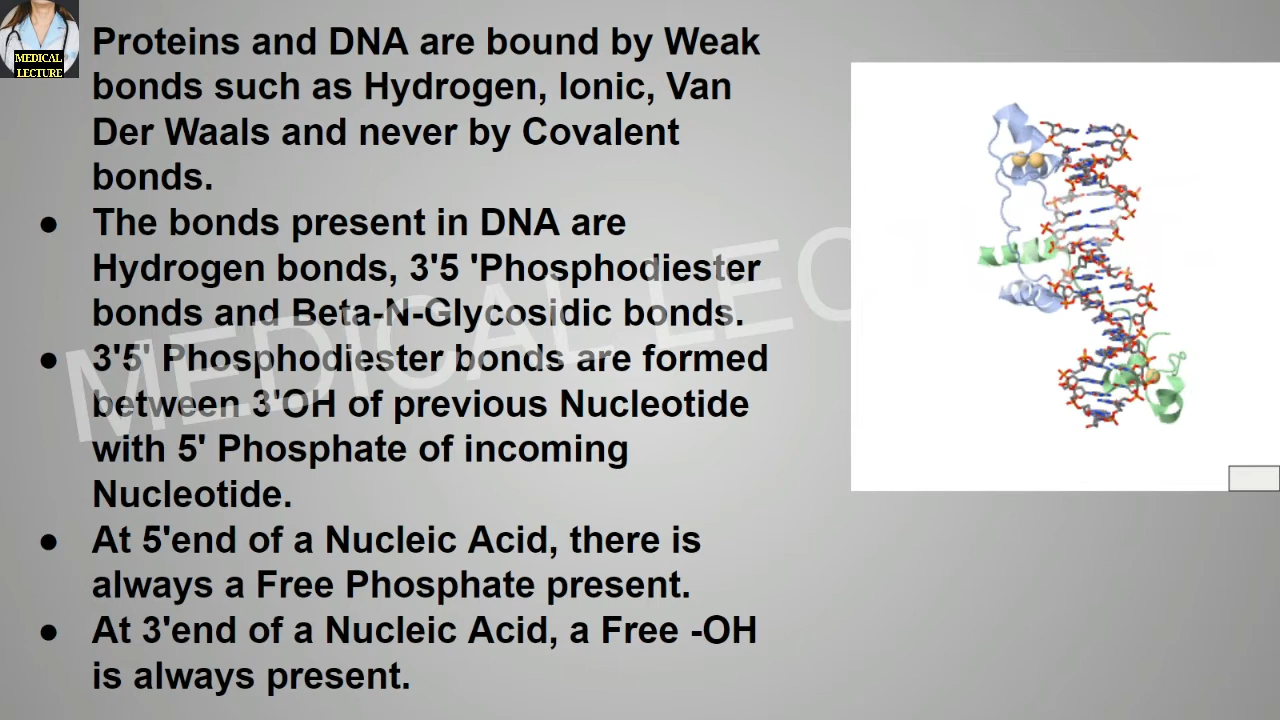 MEDICAL
LECTURE
Proteins and DNA are bound by Weak
bonds such as Hydrogen, Ionic, Van
Der Waals and never by Covalent
bonds.
● The bonds present in DNA are
Hydrogen bonds, 3'5 'Phosphodiester
bonds and Beta-N-Glycosidic bonds.
● 3'5' Phosphodiester bonds are formed
between 3'OH of previous Nucleotide
with 5' Phosphate of incoming
Nucleotide.
● At 5'end of a Nucleic Acid, there is
always a Free Phosphate present.
● At 3'end of a Nucleic Acid, a Free -OH
is always present.
MEDICAL LEC